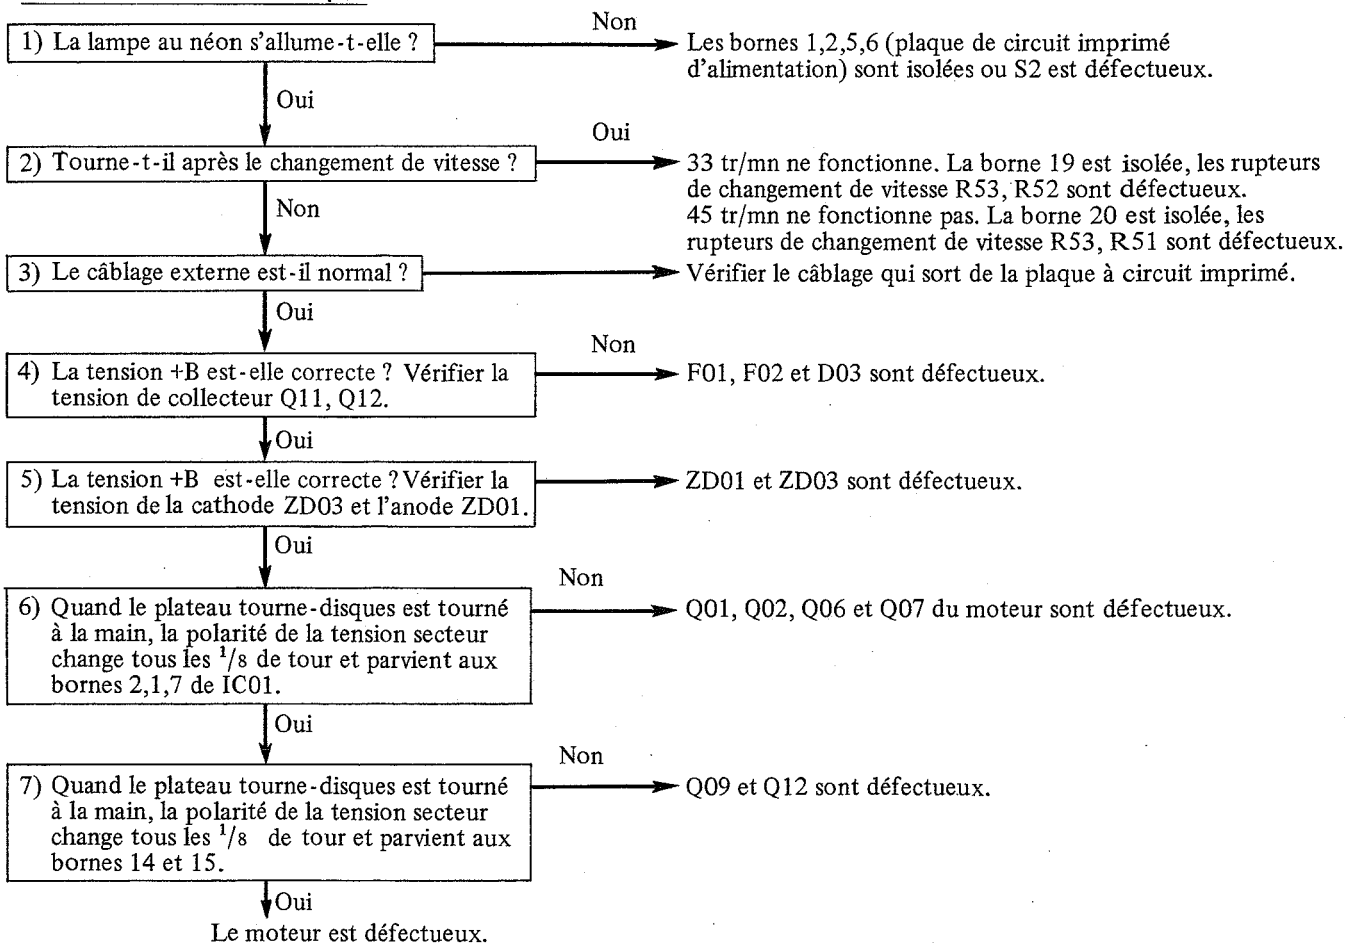 Non
1) La lampe au néon s'allume-t-elle ?
Les bornes 1,2,5,6 (plaque de circuit imprimé
d'alimentation) sont isolées ou S2 est défectueux.
Oui
Oui
2) Tourne-t-il après le changement de vitesse ?
33 tr/mn ne fonctionne. La borne 19 est isolée, les rupteurs
de changement de vitesse R53, R52 sont défectueux.
45 tr/mn ne fonctionne pas. La borne 20 est isolée, les
rupteurs de changement de vitesse R53, R51 sont défectueux.
Non
3) Le câblage externe est-il normal ?
Vérifier le câblage qui sort de la plaque à circuit imprimé.
Oui
Non
4) La tension +B est-elle correcte ? Vérifier la
tension de collecteur Q11, Q12.
F01, F02 et D03 sont défectueux.
Oui
5) La tension +B est-elle correcte ? Vérifier la
tension de la cathode ZD03 et l'anode ZD01.
ZD01 et ZD03 sont défectueux.
Oui
Non
6) Quand le plateau tourne-disques est tourné
à la main, la polarité de la tension secteur
change tous les 1/8 de tour et parvient aux
bornes 2,1,7 de IC01.
Q01, Q02, Q06 et Q07 du moteur sont défectueux.
Oui
Non
7) Quand le plateau tourne-disques est tourné
à la main, la polarité de la tension secteur
change tous les 1/8 de tour et parvient aux
bornes 14 et 15.
Q09 et Q12 sont défectueux.
Oui
Le moteur est défectueux.